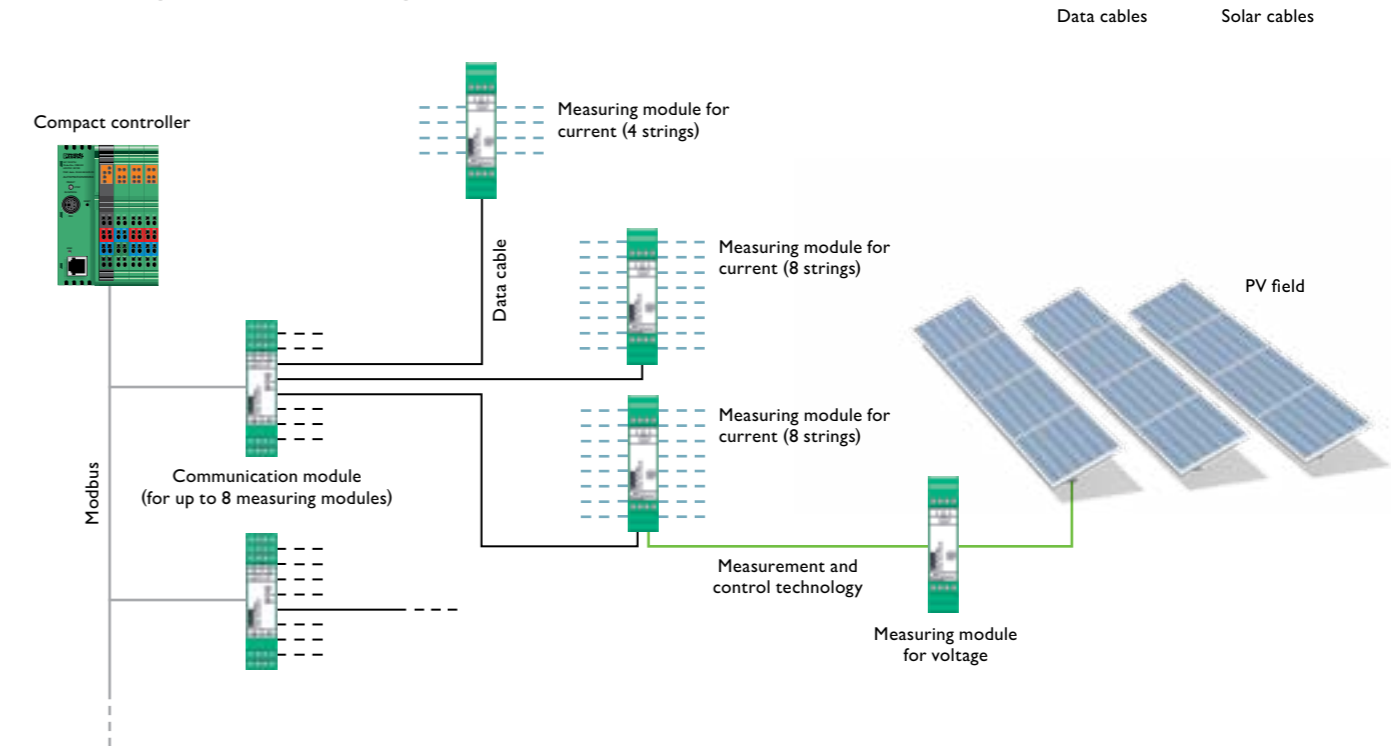 Data cables
Solar cables
Compact controller
Measuring module for
current (4 strings)
Data cable
Measuring module for
current (8 strings)
PV field
Measuring module for
current (8 strings)
Modbus
Communication module
(for up to 8 measuring modules)
Measurement and
control technology
Measuring module
for voltage